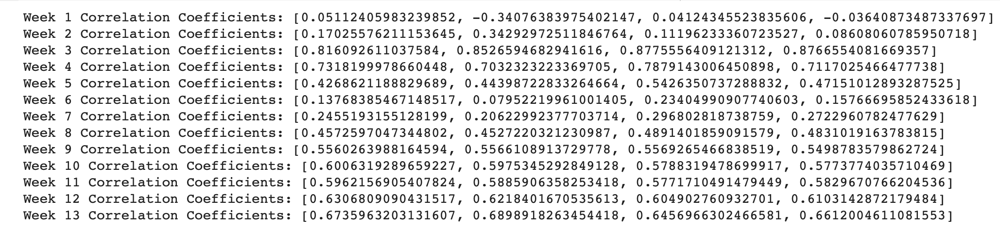 Week 1 Correlation Coefficients: [0.05112405983239852, -0.34076383975402147, 0.04124345523835606, -0.03640873487337697]
Week 2 Correlation Coefficients: [0.17025576211153645, 0.34292972511846764, 0.11196233360723527, 0.086080607859507​18]
Week 3 Correlation Coefficients: [0.816092611037584, 0.8526594682941616, 0.8775556409121312, 0.8766554081669357]
Week 4 Correlation Coefficients: [0.7318199978660448, 0.7032323223369705, 0.7879143006450898, 0.7117025466477738]
Week 5 Correlation Coefficients: [0.4268621188829689, 0.44398722833264664, 0.5426350737288832, 0.47151012893287525]
Week 6 Correlation Coefficients: [0.13768385467148517, 0.07952219961001405, 0.23404990907740603, 0.15766695852433618]
Week 7 Correlation Coefficients: [0.2455193155128199, 0.20622992377703714, 0.296802818738759, 0.2722960782477629]
Week 8 Correlation Coefficients: [0.4572597047344802, 0.4527220321230987, 0.4891401859091579, 0.4831019163783815]
Week 9 Correlation Coefficients: [0.5560263988164594, 0.5566108913729778, 0.5569265466838519, 0.5498783579862724]
Week 10 Correlation Coefficients: [0.6006319289659227, 0.5975345292849128, 0.5788319478699917, 0.5773774035710469]
Week 11 Correlation Coefficients: [0.5962156905407824, 0.5885906358253418, 0.5771710491479449, 0.5829670766204536]
Week 12 Correlation Coefficients: [0.6306809090431517, 0.6218401670535613, 0.604902760932701, 0.6103142872179484]
Week 13 Correlation Coefficients: [0.6735963203131607, 0.6898918263454418, 0.6456966302466581, 0.6612004611081553]